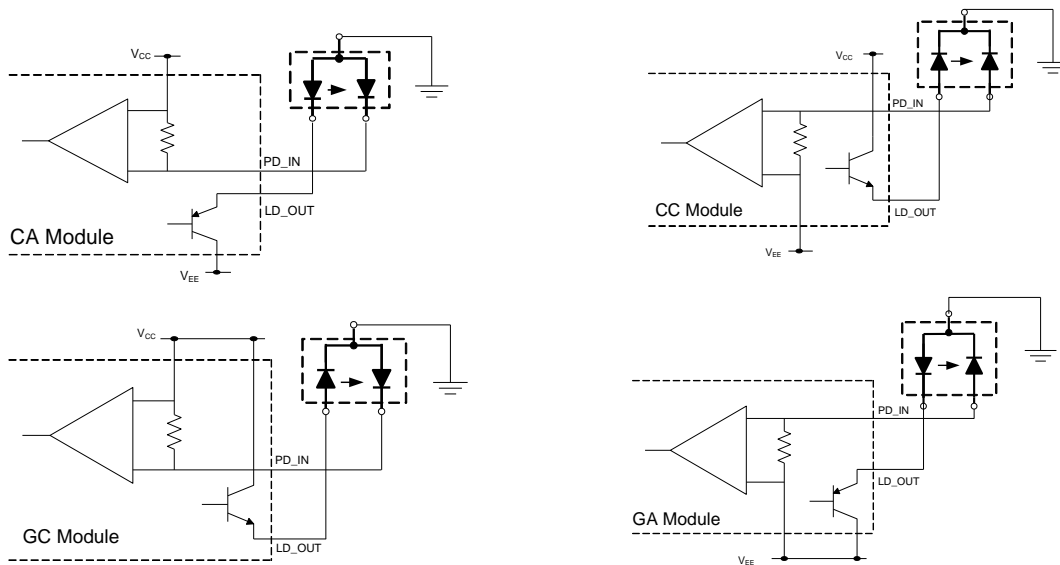 VCC
PD_IN
LD_OUT
CA Module
VEE
VCC
PD_IN
CC Module
LD_OUT
VEE
VCC
PD_IN
GC Module
LD_OUT
PD_IN
LD_OUT
GA Module
VEE